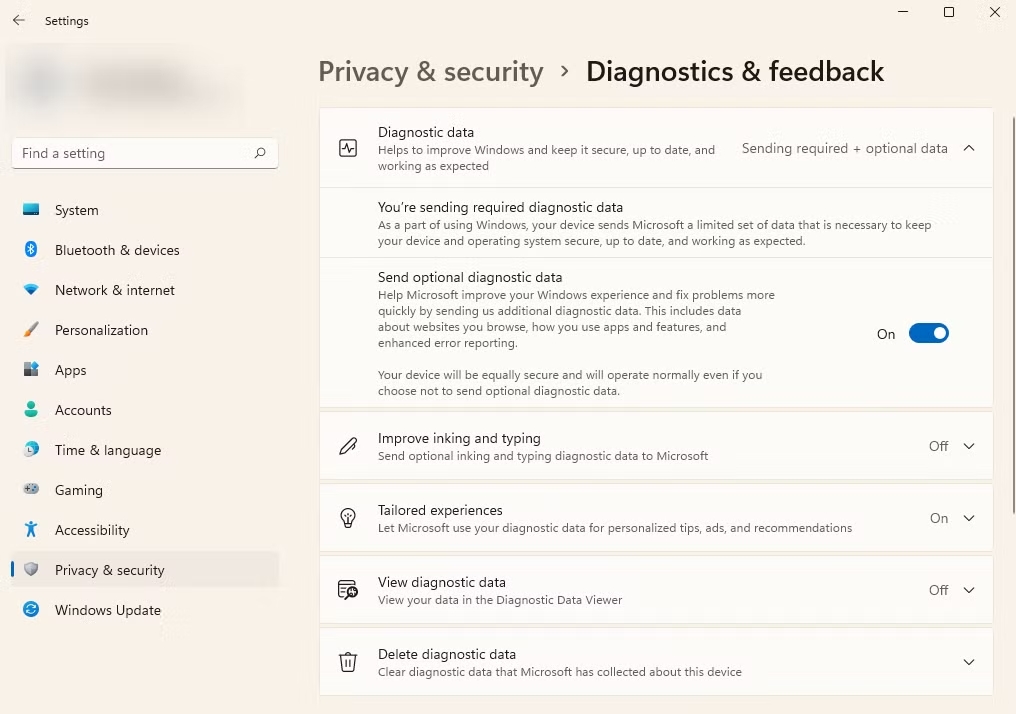 Settings
Find a setting
System
Bluetooth & devices
Network & internet
Personalization
Apps
Accounts
Time & language
Gaming
Accessibility
Privacy & security
Windows Update
Privacy & security › Diagnostics & feedback
Diagnostic data
Helps to improve Windows and keep it secure, up to date, and
working as expected
Sending required + optional data
You're sending required diagnostic data
As a part of using Windows, your device sends Microsoft a limited set of data that is necessary to keep
your device and operating system secure, up to date, and working as expected.
Send optional diagnostic data
Help Microsoft improve your Windows experience and fix problems more
quickly by sending us additional diagnostic data. This includes data
about websites you browse, how you use apps and features, and
enhanced error reporting.
Your device will be equally secure and will operate normally even if you
choose not to send optional diagnostic data.
On
Improve inking and typing
Send optional inking and typing diagnostic data to Microsoft
Off
Tailored experiences
Let Microsoft use your diagnostic data for personalized tips, ads, and recommendations
On
View diagnostic data
View your data in the Diagnostic Data Viewer
Off
Delete diagnostic data
Clear diagnostic data that Microsoft has collected about this device